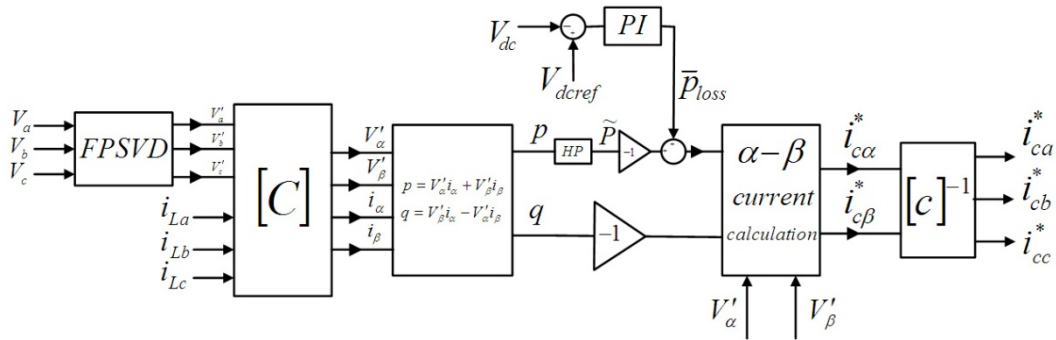 V_dc
PI
V_dcref
p̄_loss
V_a
V_b
V_c
FPSVD
V'_a
V'_b
V'_c
i_La
i_Lb
i_Lc
[C]
V'_α
V'_β
i_α
i_β
p = V'_α i_α + V'_β i_β
q = V'_β i_α − V'_α i_β
p
HP
P̃
-1
q
−1
α−β
current
calculation
V'_α
V'_β
i*_cα
i*_cβ
[c]⁻¹
i*_ca
i*_cb
i*_cc